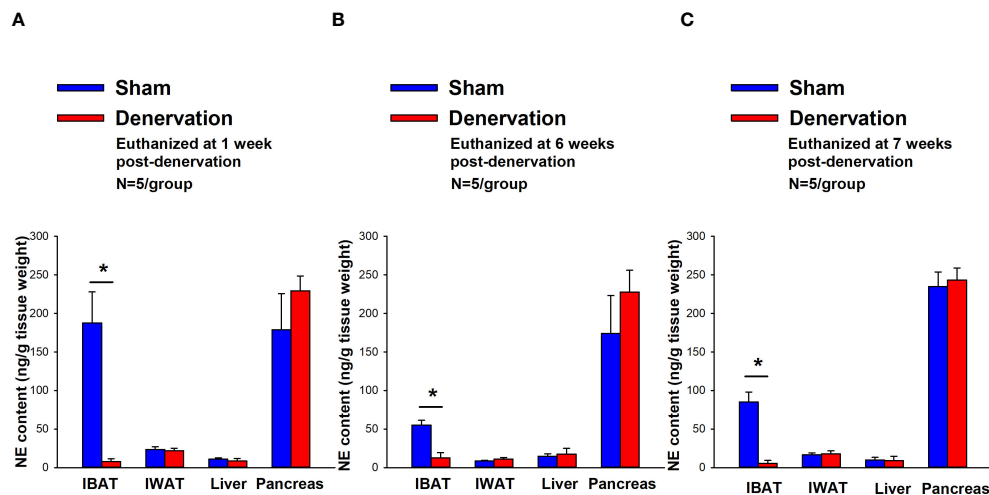 A
Sham
Denervation
Euthanized at 1 week
post-denervation
N=5/group
NE content (ng/g tissue weight)
300
250
200
150
100
50
0
*
IBAT
IWAT
Liver
Pancreas
B
Sham
Denervation
Euthanized at 6 weeks
post-denervation
N=5/group
NE content (ng/g tissue weight)
300
250
200
150
100
50
0
*
IBAT
IWAT
Liver
Pancreas
C
Sham
Denervation
Euthanized at 7 weeks
post-denervation
N=5/group
NE content (ng/g tissue weight)
300
250
200
150
100
50
0
*
IBAT
IWAT
Liver
Pancreas